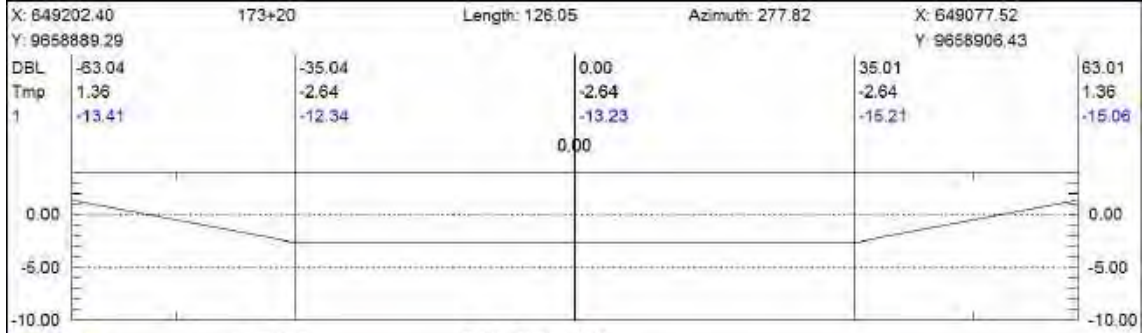 X: 649202.40 173+20 Length: 126.05 Azimuth: 277.82 X: 649077.52
Y: 9658889.29 Y: 9658906.43
DBL -63.04 -35.04 0.00 35.01 63.01
Tmp 1.36 -2.64 -2.64 -2.64 1.36
1 -13.41 -12.34 -13.23 -15.21 -15.06
0.00
0.00 0.00
-5.00 -5.00
-10.00 -10.00